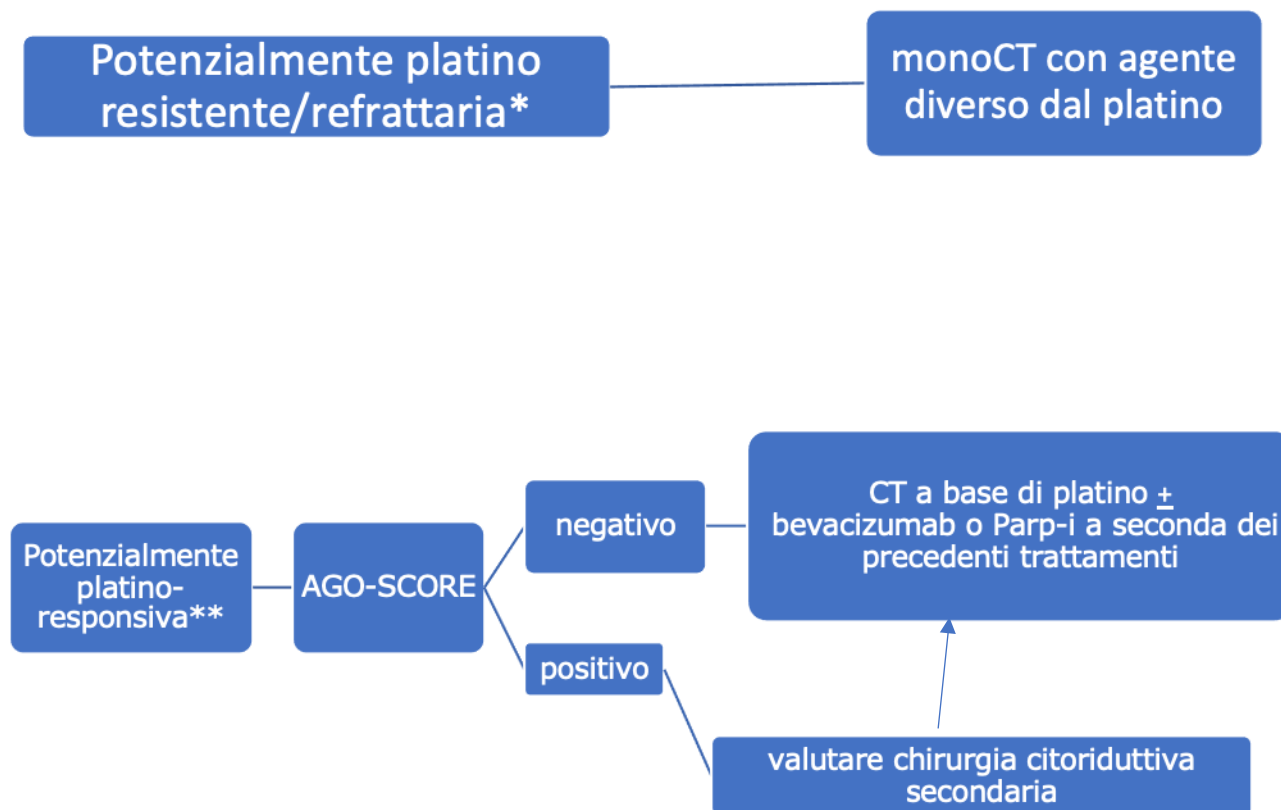 Potenzialmente platino
resistente/refrattaria*
monoCT con agente
diverso dal platino
Potenzialmente
platino-
responsiva**
AGO-SCORE
negativo
CT a base di platino ±
bevacizumab o Parp-i a seconda dei
precedenti trattamenti
positivo
valutare chirurgia citoriduttiva
secondaria